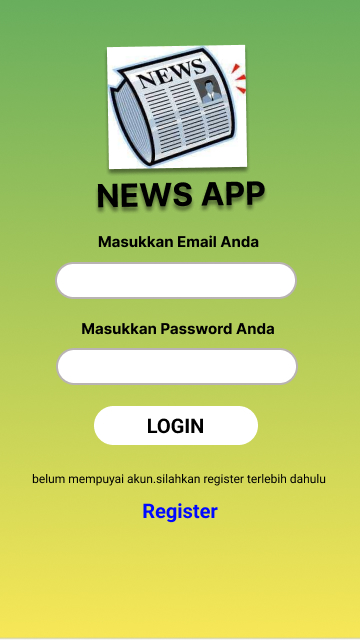 NEWS
NEWS APP
Masukkan Email Anda
Masukkan Password Anda
LOGIN
belum mempuyai akun.silahkan register terlebih dahulu
Register